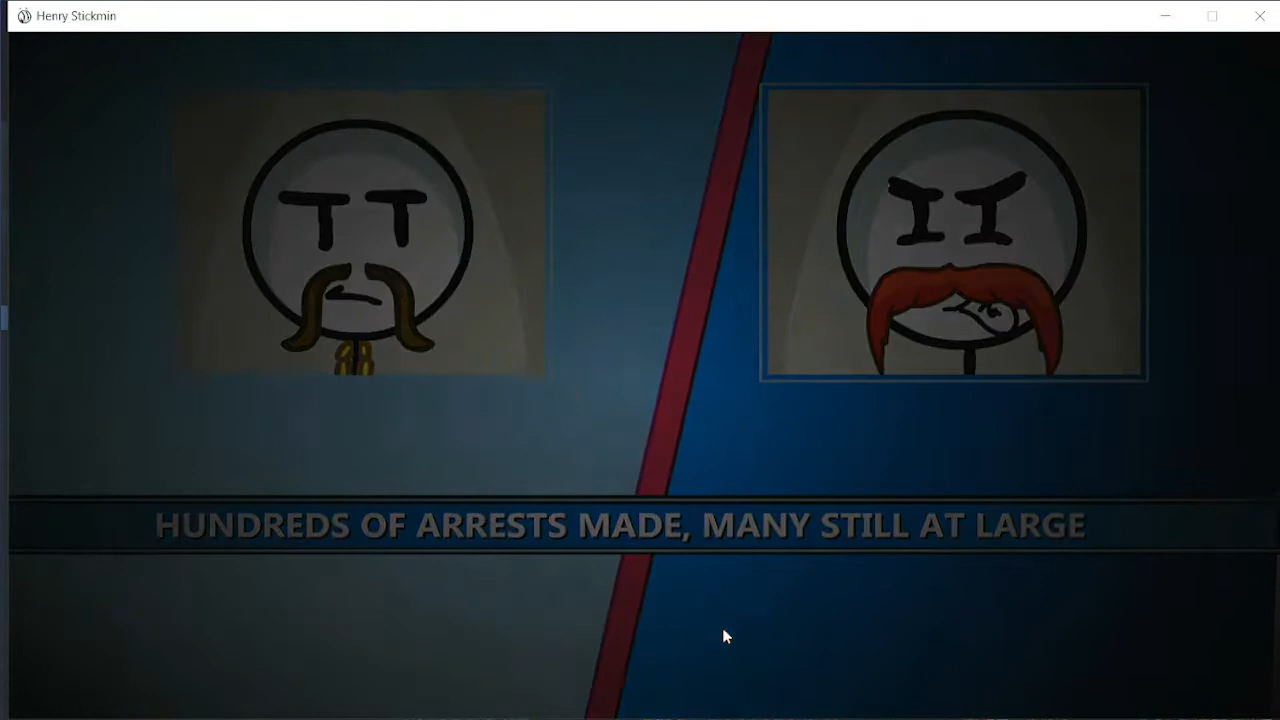 Henry Stickmin
HUNDREDS OF ARRESTS MADE, MANY STILL AT LARGE